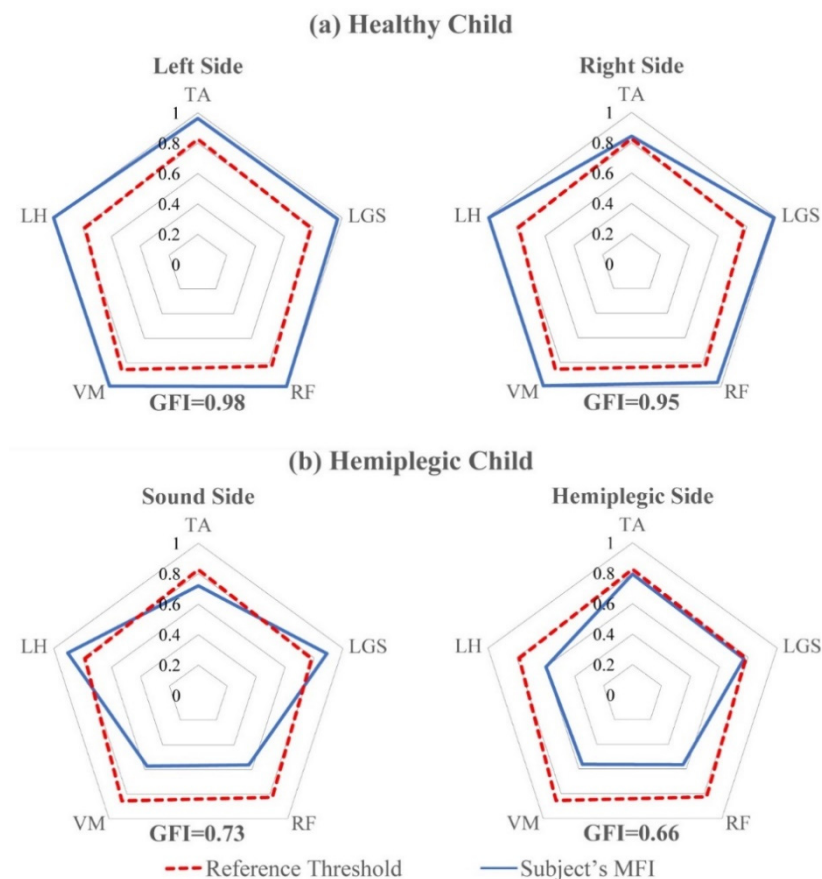 (a) Healthy Child
Left Side
TA
1
0.8
0.6
0.4
0.2
0
LH
LGS
VM
RF
GFI=0.98
Right Side
TA
1
0.8
0.6
0.4
0.2
0
LH
LGS
VM
RF
GFI=0.95
(b) Hemiplegic Child
Sound Side
TA
1
0.8
0.6
0.4
0.2
0
LH
LGS
VM
RF
GFI=0.73
Hemiplegic Side
TA
1
0.8
0.6
0.4
0.2
0
LH
LGS
VM
RF
GFI=0.66
Reference Threshold
Subject's MFI